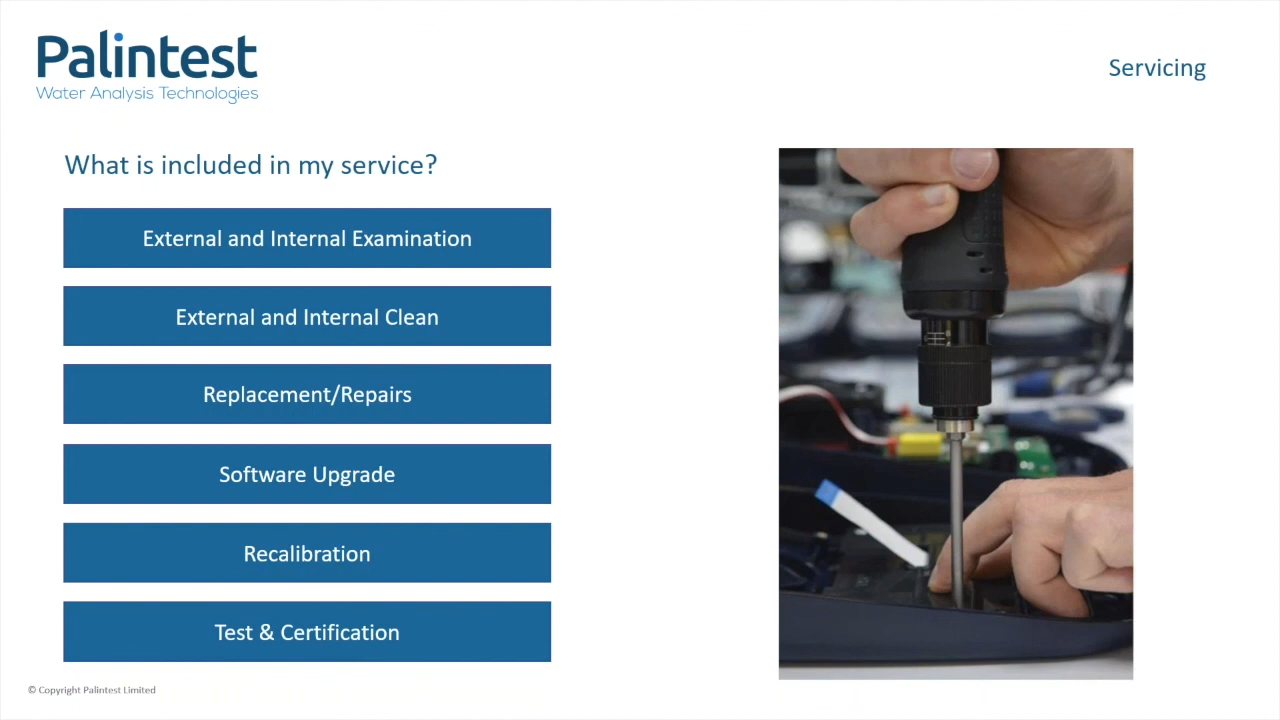 Palintest
Water Analysis Technologies
Servicing
What is included in my service?
External and Internal Examination
External and Internal Clean
Replacement/Repairs
Software Upgrade
Recalibration
Test & Certification
© Copyright Palintest Limited